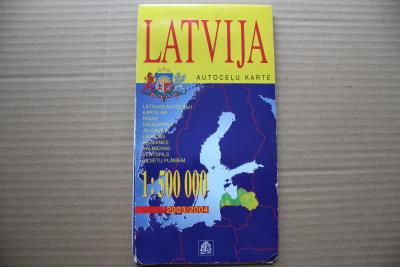 LATVIJA
AUTOCEĻU KARTE
LATVIJAS AUTOCEĻU
KARTE AR
RĪGAS
DAUGAVPILS
JELGAVAS
LIEPĀJAS
RĒZEKNES
VALMIERAS
VENTSPILS
PILSĒTU PLĀNIEM
1: 500 000
2003/2004